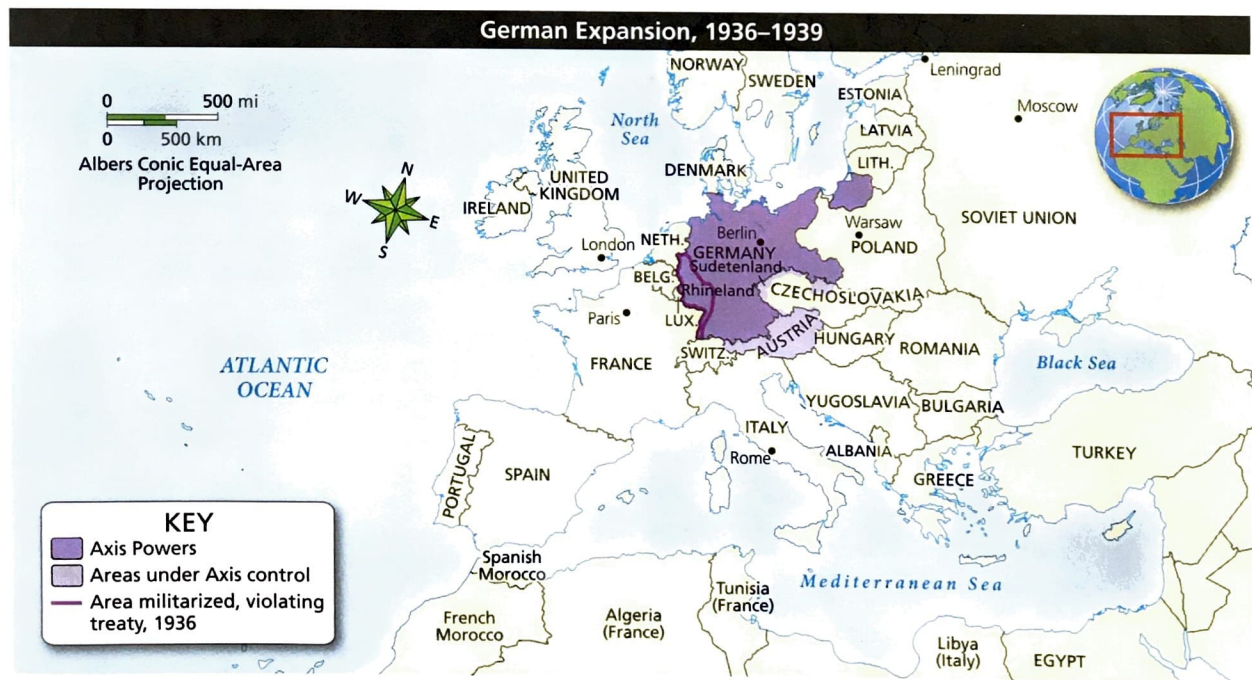 German Expansion, 1936–1939
0 500 mi
0 500 km
Albers Conic Equal-Area
Projection
N
W
E
S
NORWAY
SWEDEN
Leningrad
ESTONIA
Moscow
North
Sea
LATVIA
LITH.
DENMARK
UNITED
KINGDOM
IRELAND
SOVIET UNION
Warsaw
POLAND
Berlin
GERMANY
Sudetenland
London
NETH.
BELG.
Rhineland
CZECHOSLOVAKIA
Paris
LUX.
AUSTRIA
HUNGARY
ROMANIA
SWITZ.
FRANCE
ATLANTIC
OCEAN
Black Sea
YUGOSLAVIA
BULGARIA
ITALY
Rome
ALBANIA
TURKEY
GREECE
PORTUGAL
SPAIN
KEY
Axis Powers
Areas under Axis control
Area militarized, violating
treaty, 1936
Spanish
Morocco
Mediterranean Sea
Tunisia
(France)
French
Morocco
Algeria
(France)
Libya
(Italy)
EGYPT